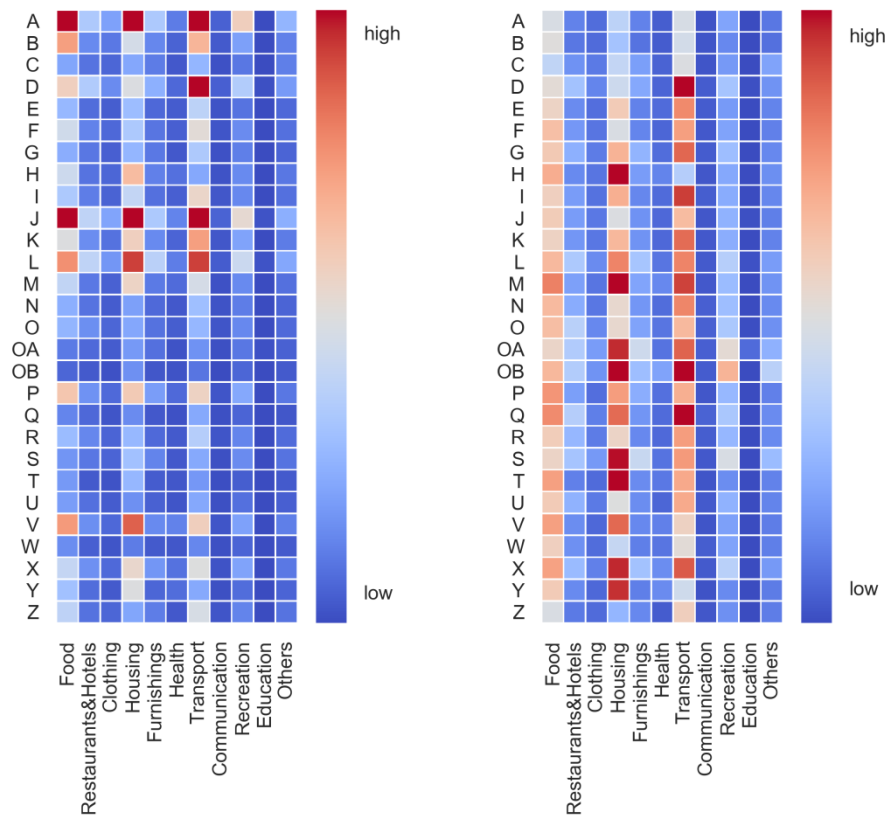 A
B
C
D
E
F
G
H
I
J
K
L
M
N
O
OA
OB
P
Q
R
S
T
U
V
W
X
Y
Z
Food
Restaurants&Hotels
Clothing
Housing
Furnishings
Health
Transport
Communication
Recreation
Education
Others
high
low
A
B
C
D
E
F
G
H
I
J
K
L
M
N
O
OA
OB
P
Q
R
S
T
U
V
W
X
Y
Z
Food
Restaurants&Hotels
Clothing
Housing
Furnishings
Health
Transport
Communication
Recreation
Education
Others
high
low